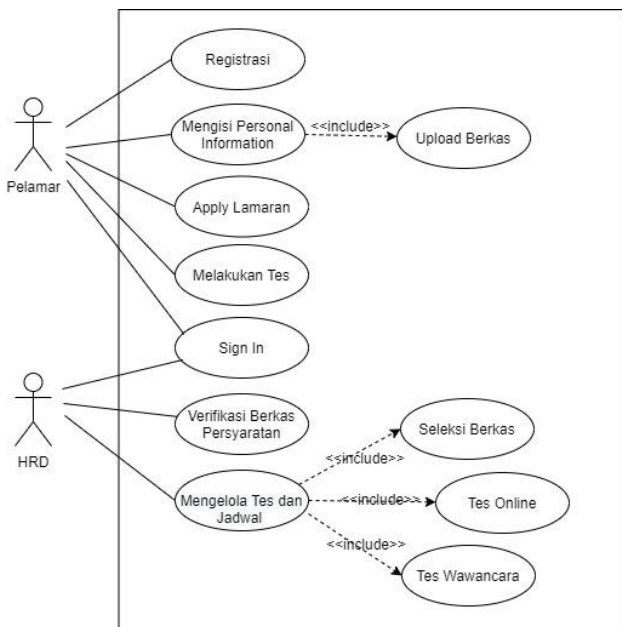 Registrasi
Mengisi Personal
Information
<<include>>
Upload Berkas
Pelamar
Apply Lamaran
Melakukan Tes
Sign In
HRD
Verifikasi Berkas
Persyaratan
Seleksi Berkas
<<include>>
Mengelola Tes dan
Jadwal
<<include>>
Tes Online
<<include>>
Tes Wawancara